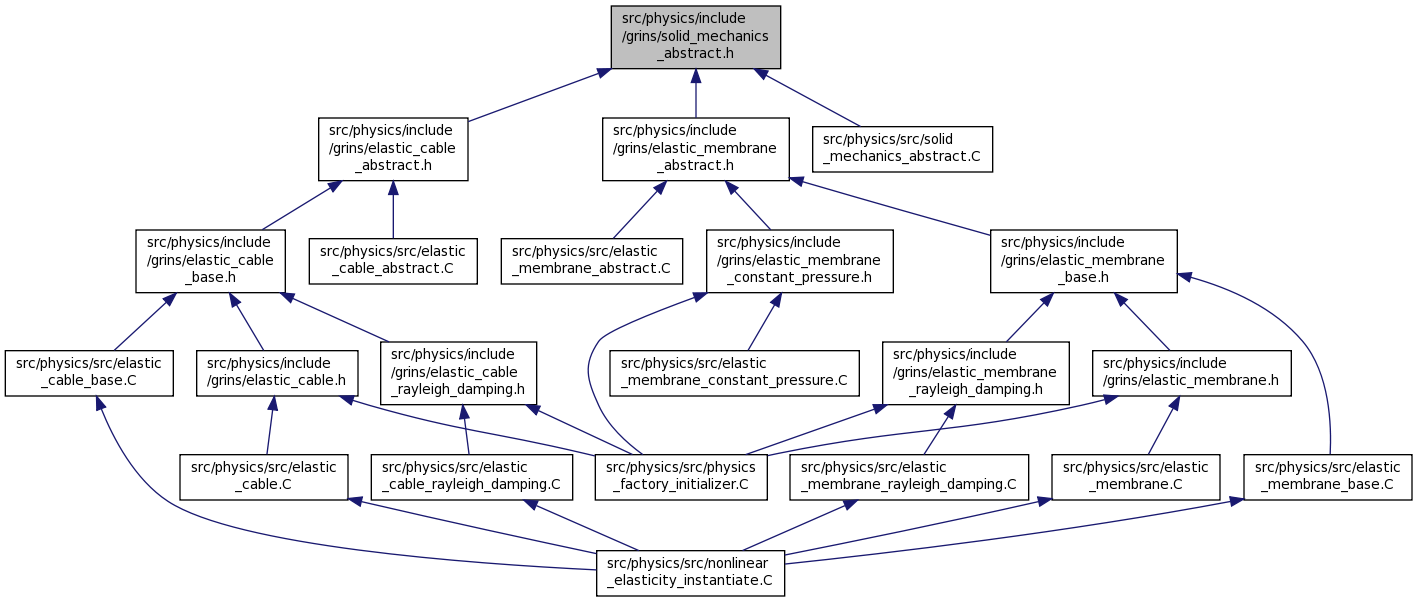 src/physics/include
/grins/solid_mechanics
_abstract.h
src/physics/include
/grins/elastic_cable
_abstract.h
src/physics/include
/grins/elastic_membrane
_abstract.h
src/physics/src/solid
_mechanics_abstract.C
src/physics/include
/grins/elastic_cable
_base.h
src/physics/src/elastic
_cable_abstract.C
src/physics/src/elastic
_membrane_abstract.C
src/physics/include
/grins/elastic_membrane
_constant_pressure.h
src/physics/include
/grins/elastic_membrane
_base.h
src/physics/src/elastic
_cable_base.C
src/physics/include
/grins/elastic_cable.h
src/physics/include
/grins/elastic_cable
_rayleigh_damping.h
src/physics/src/elastic
_membrane_constant_pressure.C
src/physics/include
/grins/elastic_membrane
_rayleigh_damping.h
src/physics/include
/grins/elastic_membrane.h
src/physics/src/elastic
_cable.C
src/physics/src/elastic
_cable_rayleigh_damping.C
src/physics/src/physics
_factory_initializer.C
src/physics/src/elastic
_membrane_rayleigh_damping.C
src/physics/src/elastic
_membrane.C
src/physics/src/elastic
_membrane_base.C
src/physics/src/nonlinear
_elasticity_instantiate.C